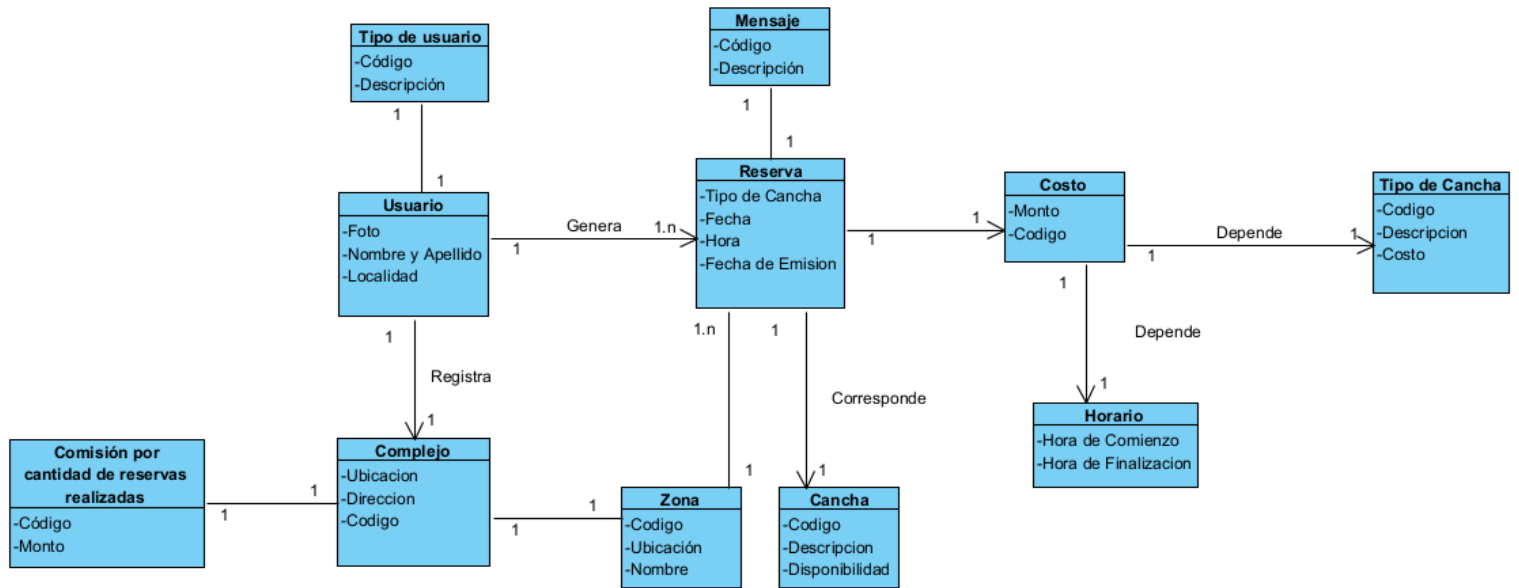 Tipo de usuario
-Código
-Descripción
Mensaje
-Código
-Descripción
1
1
1
1
Usuario
-Foto
-Nombre y Apellido
-Localidad
Genera
1
1.n
Reserva
-Tipo de Cancha
-Fecha
-Hora
-Fecha de Emision
1
1
Costo
-Monto
-Codigo
Depende
1
1
Tipo de Cancha
-Codigo
-Descripcion
-Costo
1
Registra
1
1.n
1
1
Corresponde
1
1
Depende
1
Horario
-Hora de Comienzo
-Hora de Finalizacion
Comisión por
cantidad de reservas
realizadas
-Código
-Monto
1
1
Complejo
-Ubicacion
-Direccion
-Codigo
1
1
Zona
-Codigo
-Ubicación
-Nombre
Cancha
-Codigo
-Descripcion
-Disponibilidad